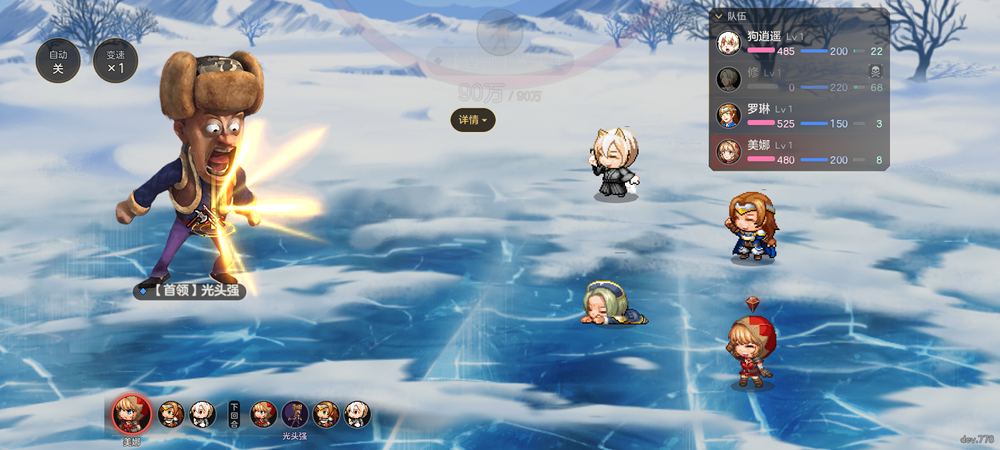 自动
关
变速
×1
90万 / 90万
详情
队伍
狗逍遥 Lv 1
485 200 22
修 Lv 1
0 220 68
罗琳 Lv 1
525 150 3
美娜 Lv 1
480 200 8
【首领】光头强
美娜
下回合
光头强
dev.770